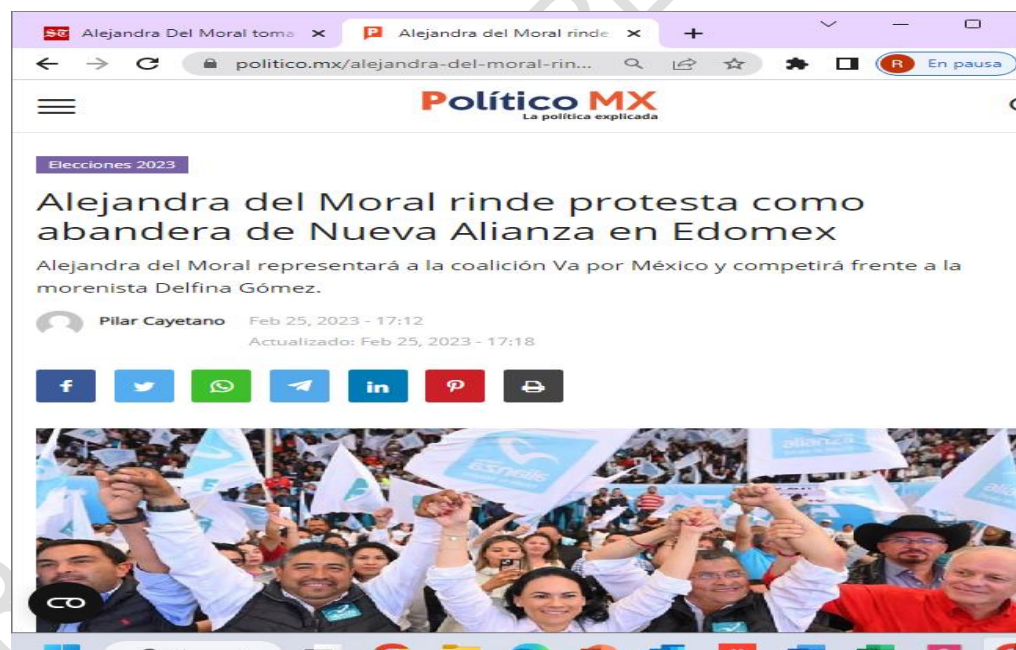 Alejandra Del Moral toma
Alejandra del Moral rinde
politico.mx/alejandra-del-moral-rin...
R En pausa
Político MX
La política explicada
Elecciones 2023
Alejandra del Moral rinde protesta como
abandera de Nueva Alianza en Edomex
Alejandra del Moral representará a la coalición Va por México y competirá frente a la
morenista Delfina Gómez.
Pilar Cayetano Feb 25, 2023 - 17:12
Actualizado: Feb 25, 2023 - 17:18
alianza